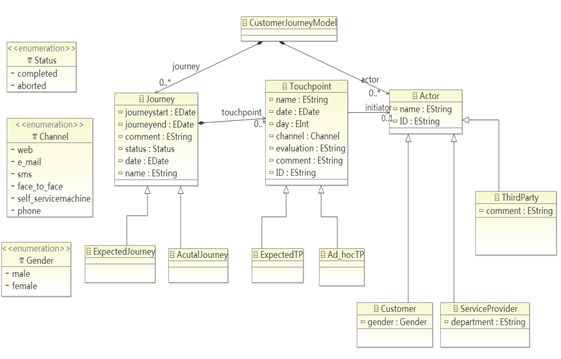 CustomerJourneyModel
<<enumeration>>
Status
completed
aborted
journey
0..*
actor
0..*
Journey
journeystart : EDate
journeyend : EDate
comment : EString
status : Status
date : EDate
name : EString
touchpoint
0..*
Touchpoint
name : EString
date : EDate
day : EInt
channel : Channel
evaluation : EString
comment : EString
ID : EString
initiator
0..1
Actor
name : EString
ID : EString
<<enumeration>>
Channel
web
e_mail
sms
face_to_face
self_servicemachine
phone
ThirdParty
comment : EString
<<enumeration>>
Gender
male
female
ExpectedJourney
AcutalJourney
ExpectedTP
Ad_hocTP
Customer
gender : Gender
ServiceProvider
department : EString